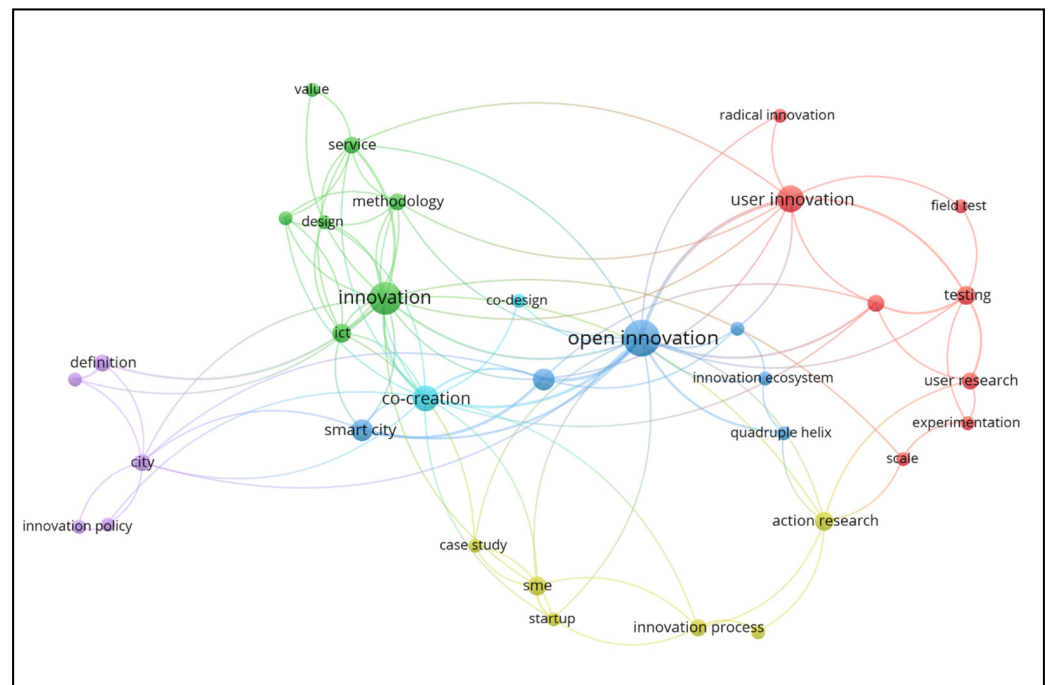 value
radical innovation
service
methodology
user innovation
field test
design
innovation
co-design
testing
ict
open innovation
definition
innovation ecosystem
user research
co-creation
smart city
quadruple helix
experimentation
city
scale
innovation policy
action research
case study
sme
startup
innovation process